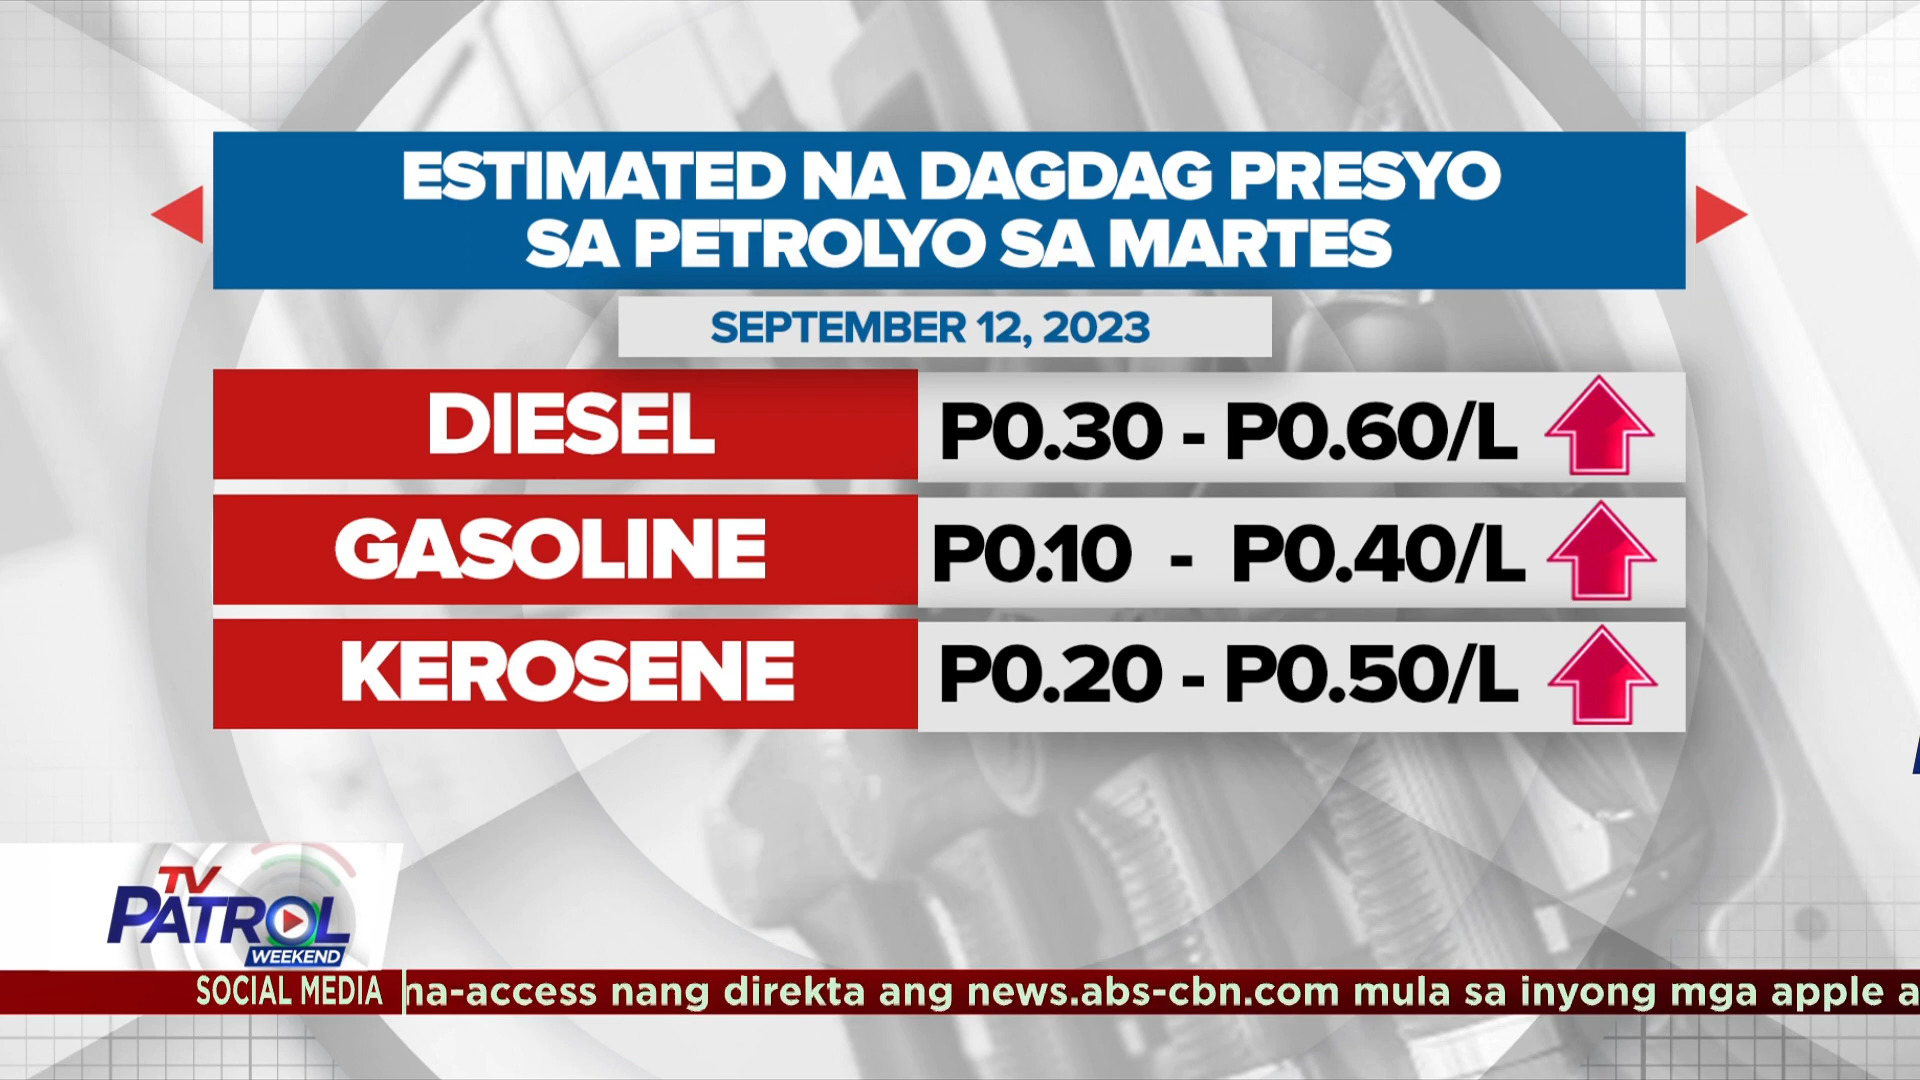 ESTIMATED NA DAGDAG PRESYO
SA PETROLYO SA MARTES
SEPTEMBER 12, 2023
DIESEL P0.30 - P0.60/L
GASOLINE P0.10 - P0.40/L
KEROSENE P0.20 - P0.50/L
TV
PATROL
WEEKEND
SOCIAL MEDIA na-access nang direkta ang news.abs-cbn.com mula sa inyong mga apple